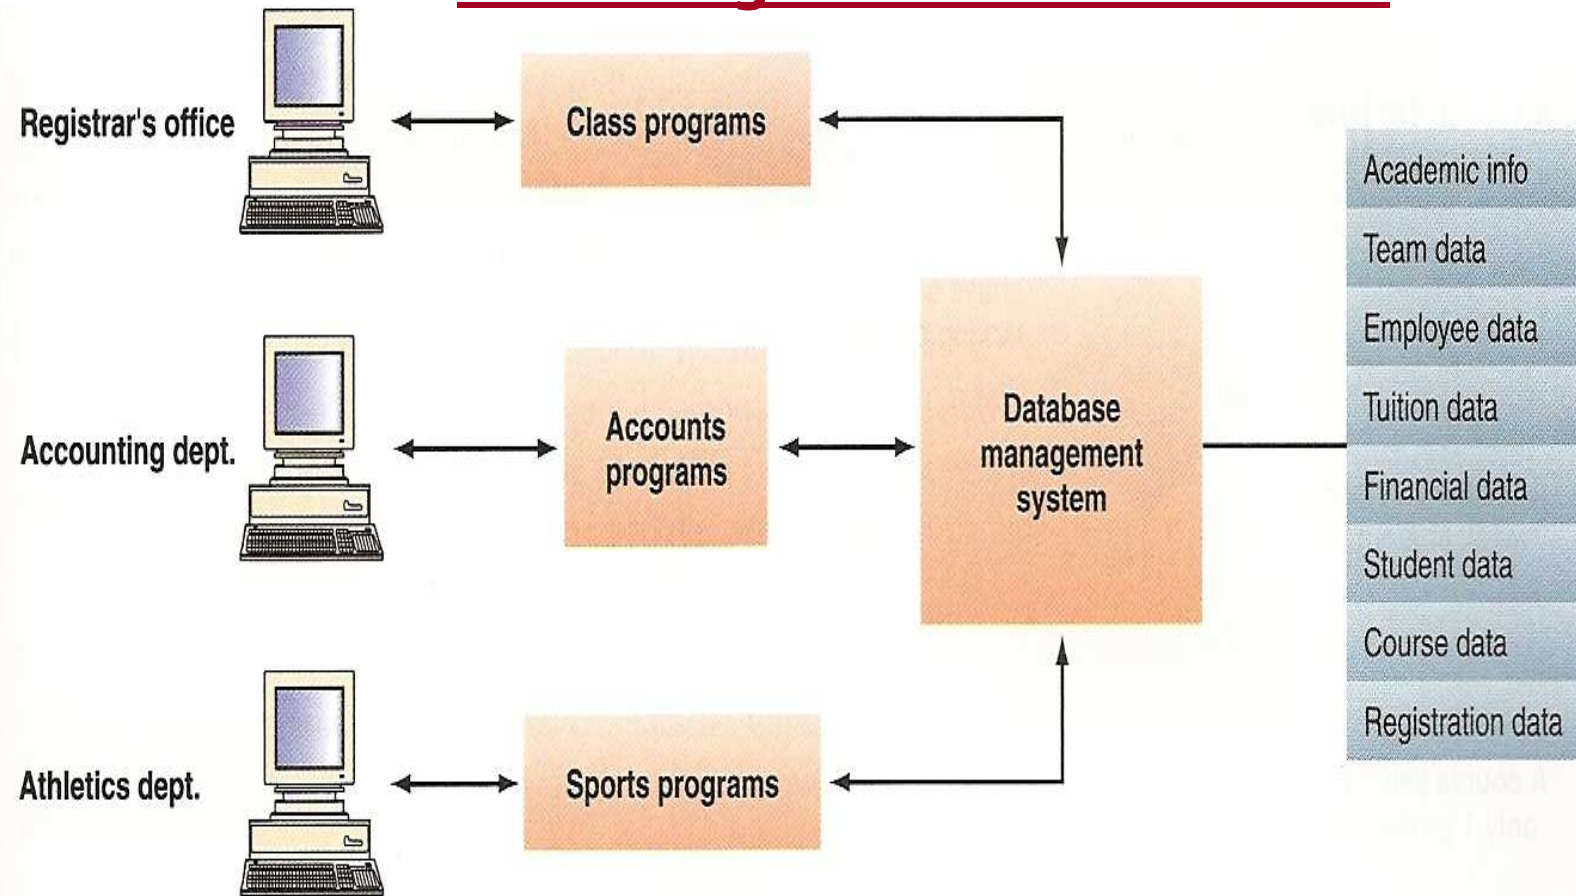 Registrar's office
Class programs
Academic info
Team data
Employee data
Tuition data
Financial data
Student data
Course data
Registration data
Accounting dept.
Accounts
programs
Database
management
system
Athletics dept.
Sports programs